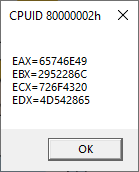 CPUID 80000002h
EAX=65746E49
EBX=2952286C
ECX=726F4320
EDX=4D542865
OK